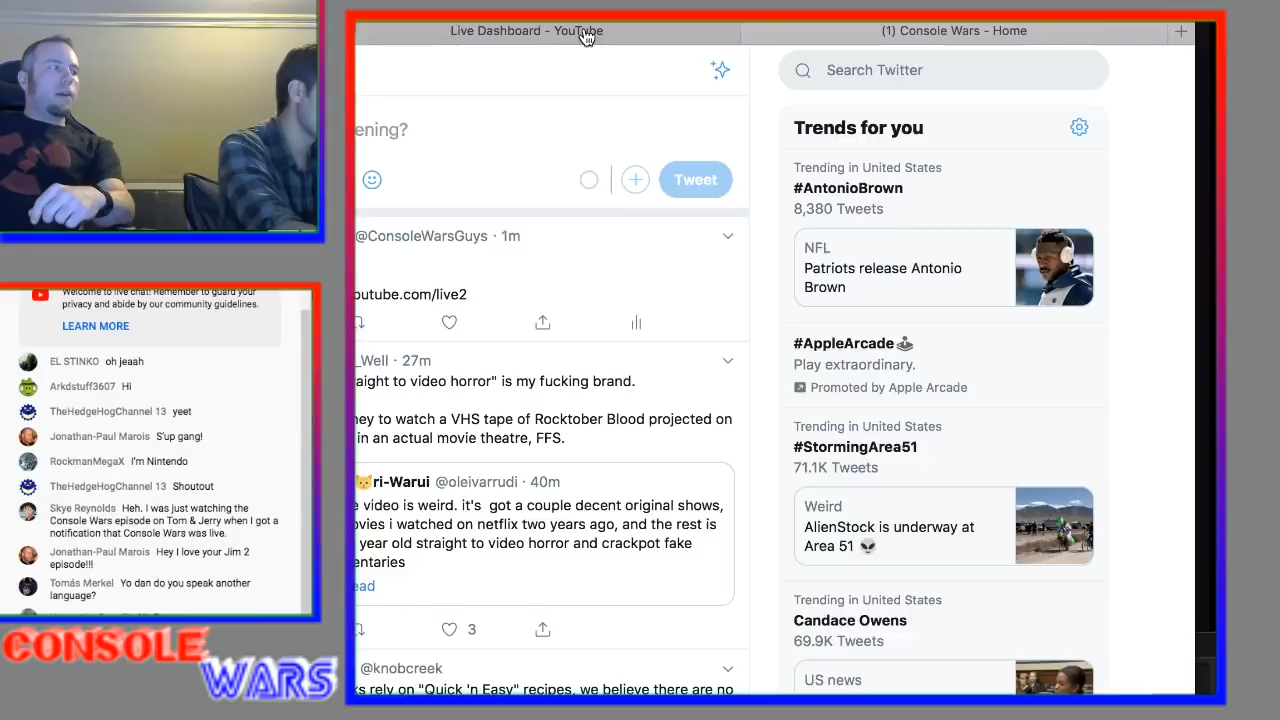 Live Dashboard - YouTube
(1) Console Wars - Home
Search Twitter
ening?
Tweet
Trends for you
Trending in United States
#AntonioBrown
8,380 Tweets
NFL
Patriots release Antonio
Brown
#AppleArcade
Play extraordinary.
Promoted by Apple Arcade
Trending in United States
#StormingArea51
71.1K Tweets
Weird
AlienStock is underway at
Area 51
Trending in United States
Candace Owens
69.9K Tweets
US news
@ConsoleWarsGuys · 1m
outube.com/live2
_Well · 27m
aight to video horror" is my fucking brand.
ney to watch a VHS tape of Rocktober Blood projected on
in an actual movie theatre, FFS.
ri-Warui @oleivarrudi · 40m
e video is weird. it's got a couple decent original shows,
ovies i watched on netflix two years ago, and the rest is
year old straight to video horror and crackpot fake
entaries
ead
3
@knobcreek
ks rely on "Quick 'n Easy" recipes, we believe there are no
Welcome to live chat! Remember to guard your
privacy and abide by our community guidelines.
LEARN MORE
EL STINKO oh jeaah
Arkdstuff3607 Hi
TheHedgeHogChannel 13 yeet
Jonathan-Paul Marois S'up gang!
RockmanMegaX I'm Nintendo
TheHedgeHogChannel 13 Shoutout
Skye Reynolds Heh. I was just watching the
Console Wars episode on Tom & Jerry when I got a
notification that Console Wars was live.
Jonathan-Paul Marois Hey I love your Jim 2
episode!!!
Tomás Merkel Yo dan do you speak another
language?
CONSOLE
WARS